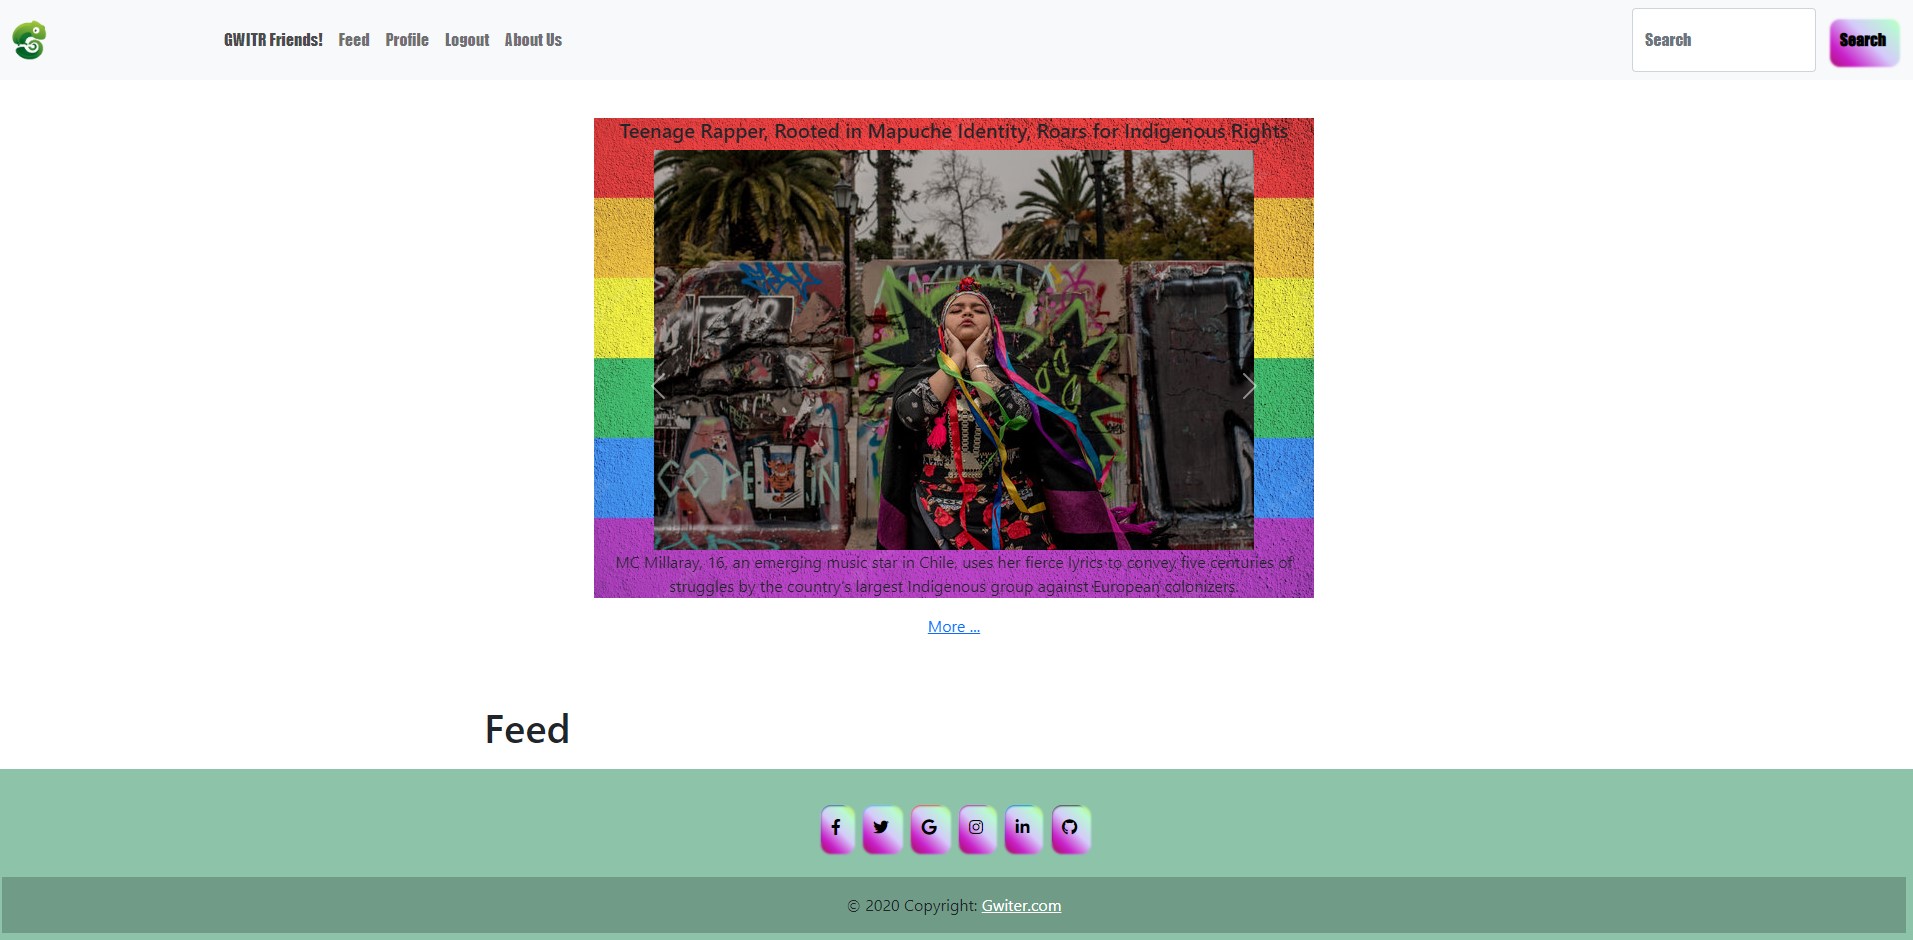 GWITR Friends! Feed Profile Logout About Us Search Search
Teenage Rapper, Rooted in Mapuche Identity, Roars for Indigenous Rights
MC Millaray, 16, an emerging music star in Chile, uses her fierce lyrics to convey five centuries of
struggles by the country's largest Indigenous group against European colonizers.
More ...
Feed
© 2020 Copyright: Gwiter.com